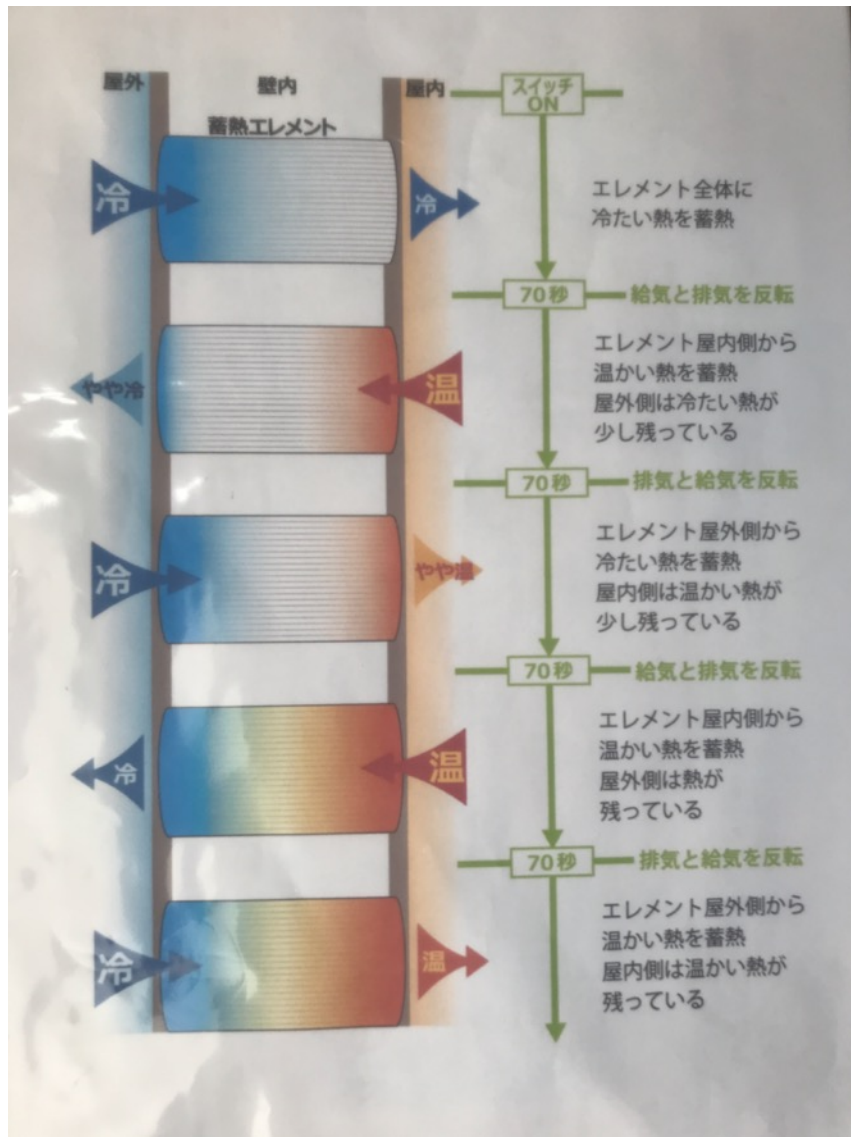 屋外
壁内
屋内
蓄熱エレメント
スイッチ
ON
冷
冷
エレメント全体に
冷たい熱を蓄熱
70秒
給気と排気を反転
やや冷
温
エレメント屋内側から
温かい熱を蓄熱
屋外側は冷たい熱が
少し残っている
70秒
排気と給気を反転
冷
やや温
エレメント屋外側から
冷たい熱を蓄熱
屋内側は温かい熱が
少し残っている
70秒
給気と排気を反転
冷
温
エレメント屋内側から
温かい熱を蓄熱
屋外側は熱が
残っている
70秒
排気と給気を反転
冷
温
エレメント屋外側から
温かい熱を蓄熱
屋内側は温かい熱が
残っている